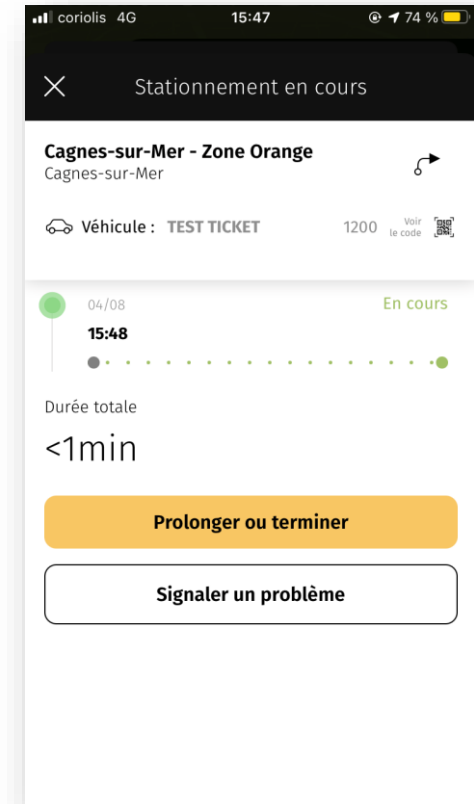 coriolis 4G 15:47 74 %
Stationnement en cours
Cagnes-sur-Mer - Zone Orange
Cagnes-sur-Mer
Véhicule : TEST TICKET 1200 Voir
le code
04/08 En cours
15:48
Durée totale
<1min
Prolonger ou terminer
Signaler un problème